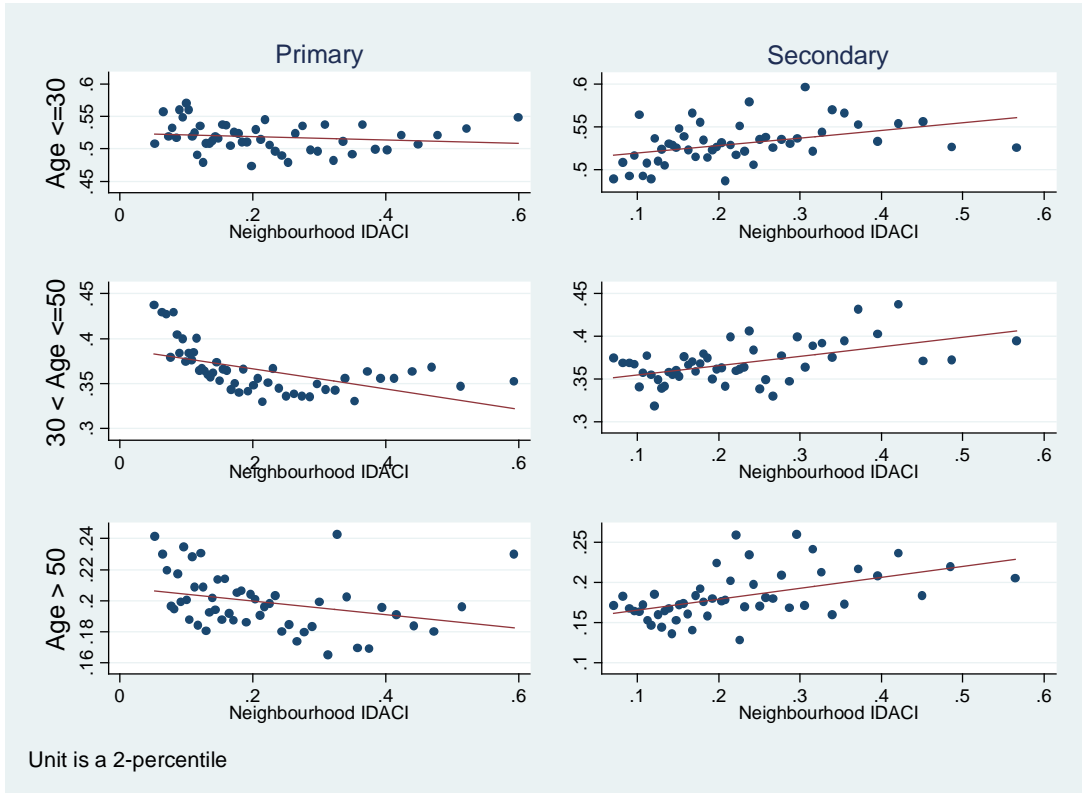 Primary
Secondary
Age <=30
.45 .5 .55 .6
0 .2 .4 .6
Neighbourhood IDACI
.5 .55 .6
.1 .2 .3 .4 .5 .6
Neighbourhood IDACI
30 < Age <=50
.3 .35 .4 .45
0 .2 .4 .6
Neighbourhood IDACI
.3 .35 .4 .45
.1 .2 .3 .4 .5 .6
Neighbourhood IDACI
Age > 50
.16 .18 .2 .22 .24
0 .2 .4 .6
Neighbourhood IDACI
.1 .15 .2 .25
.1 .2 .3 .4 .5 .6
Neighbourhood IDACI
Unit is a 2-percentile